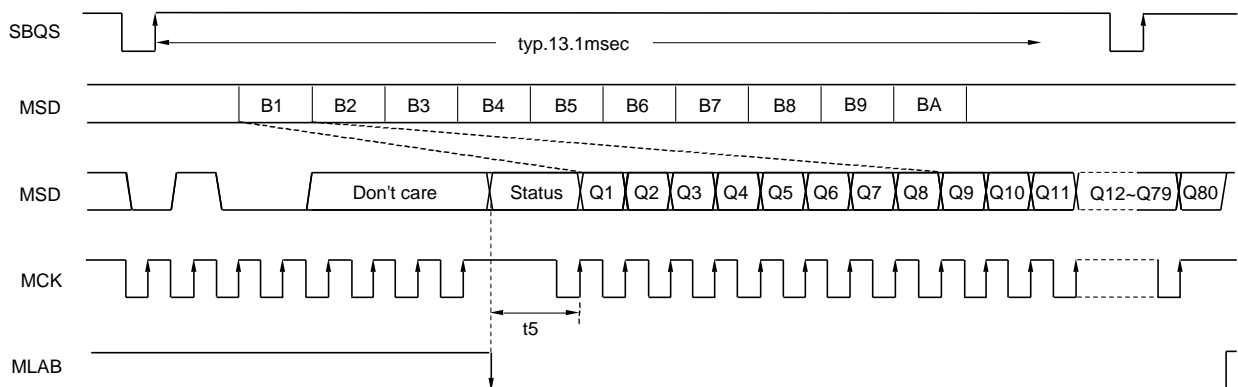 SBQS
typ.13.1msec
MSD B1 B2 B3 B4 B5 B6 B7 B8 B9 BA
MSD Don't care Status Q1 Q2 Q3 Q4 Q5 Q6 Q7 Q8 Q9 Q10 Q11 Q12~Q79 Q80
MCK
t5
MLAB